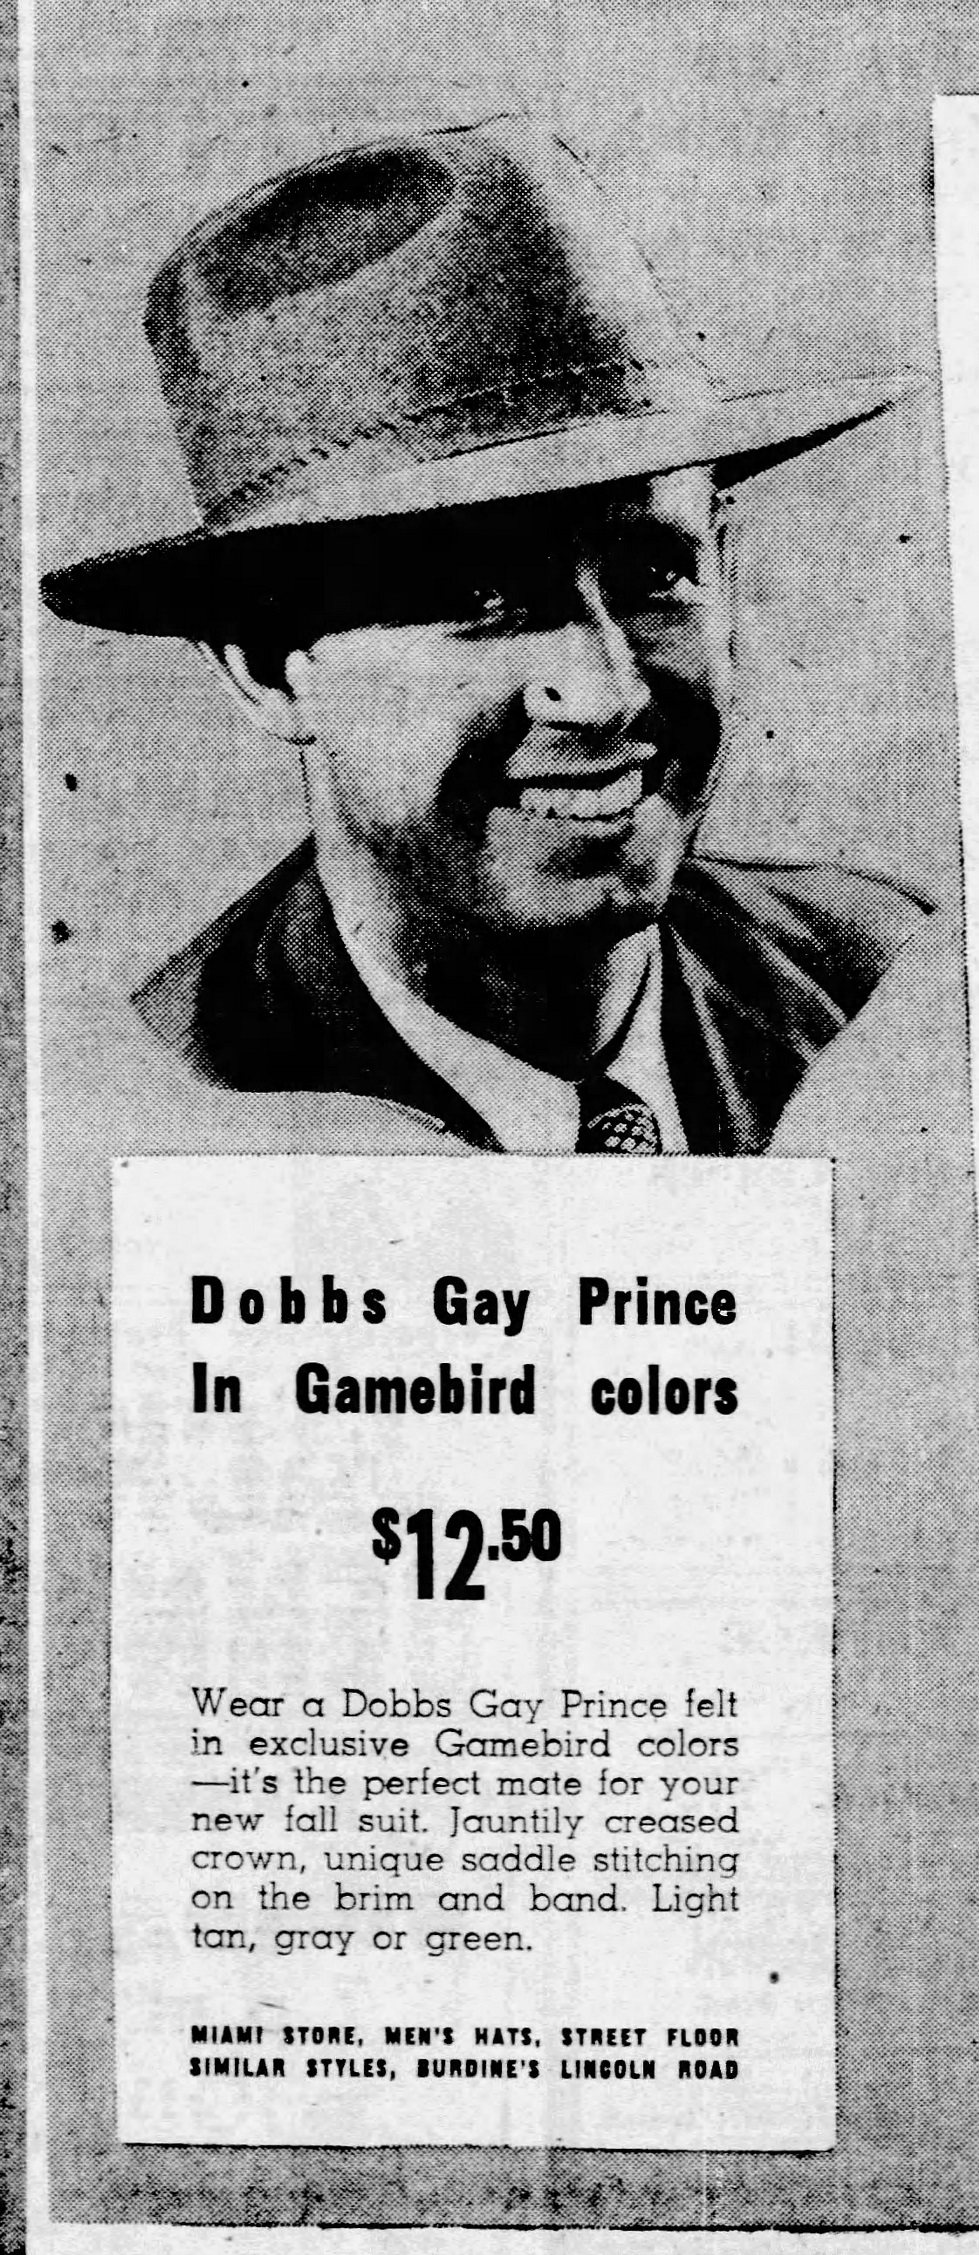 Dobbs Gay Prince
In Gamebird colors
$12.50
Wear a Dobbs Gay Prince felt
in exclusive Gamebird colors
—it's the perfect mate for your
new fall suit. Jauntily creased
crown, unique saddle stitching
on the brim and band. Light
tan, gray or green.
MIAMI STORE, MEN'S HATS, STREET FLOOR
SIMILAR STYLES, BURDINE'S LINCOLN ROAD